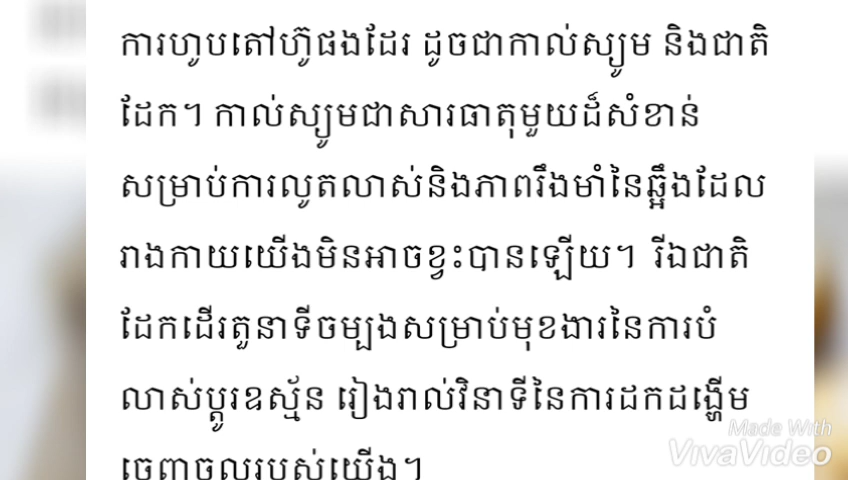 ការហូបតៅហ៊ូផងដែរ ដូចជាកាល់ស្យូម និងជាតិ
ដែក។ កាល់ស្យូមជាសារធាតុមួយដ៏សំខាន់
សម្រាប់ការលូតលាស់និងភាពរឹងមាំនៃឆ្អឹងដែល
រាងកាយយើងមិនអាចខ្វះបានឡើយ។ រីឯជាតិ
ដែកដើរតួនាទីចម្បងសម្រាប់មុខងារនៃការបំ
លាស់ប្តូរឧស្ម័ន រៀងរាល់វិនាទីនៃការដកដង្ហើម
ចេញចូលរបស់យើង។
Made With
VivaVideo